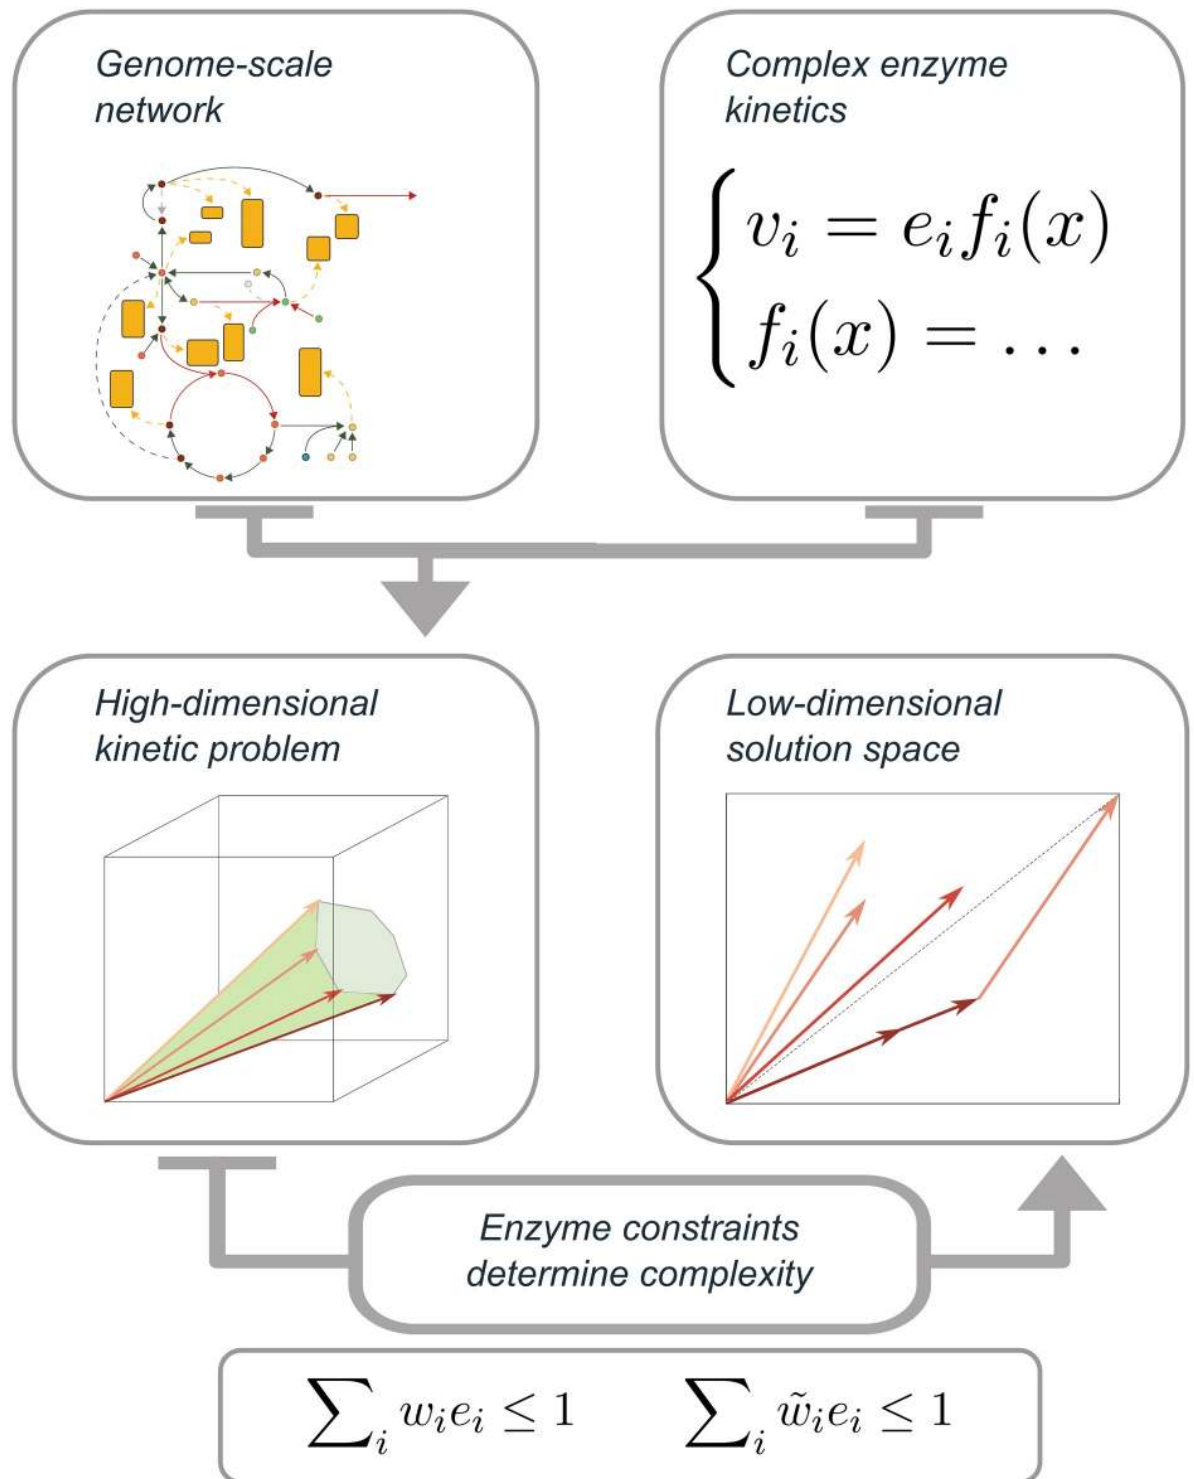 Genome-scale
network
Complex enzyme
kinetics
v_i = e_i f_i(x)
f_i(x) = ...
High-dimensional
kinetic problem
Low-dimensional
solution space
Enzyme constraints
determine complexity
∑_i w_i e_i ≤ 1
∑_i w̃_i e_i ≤ 1